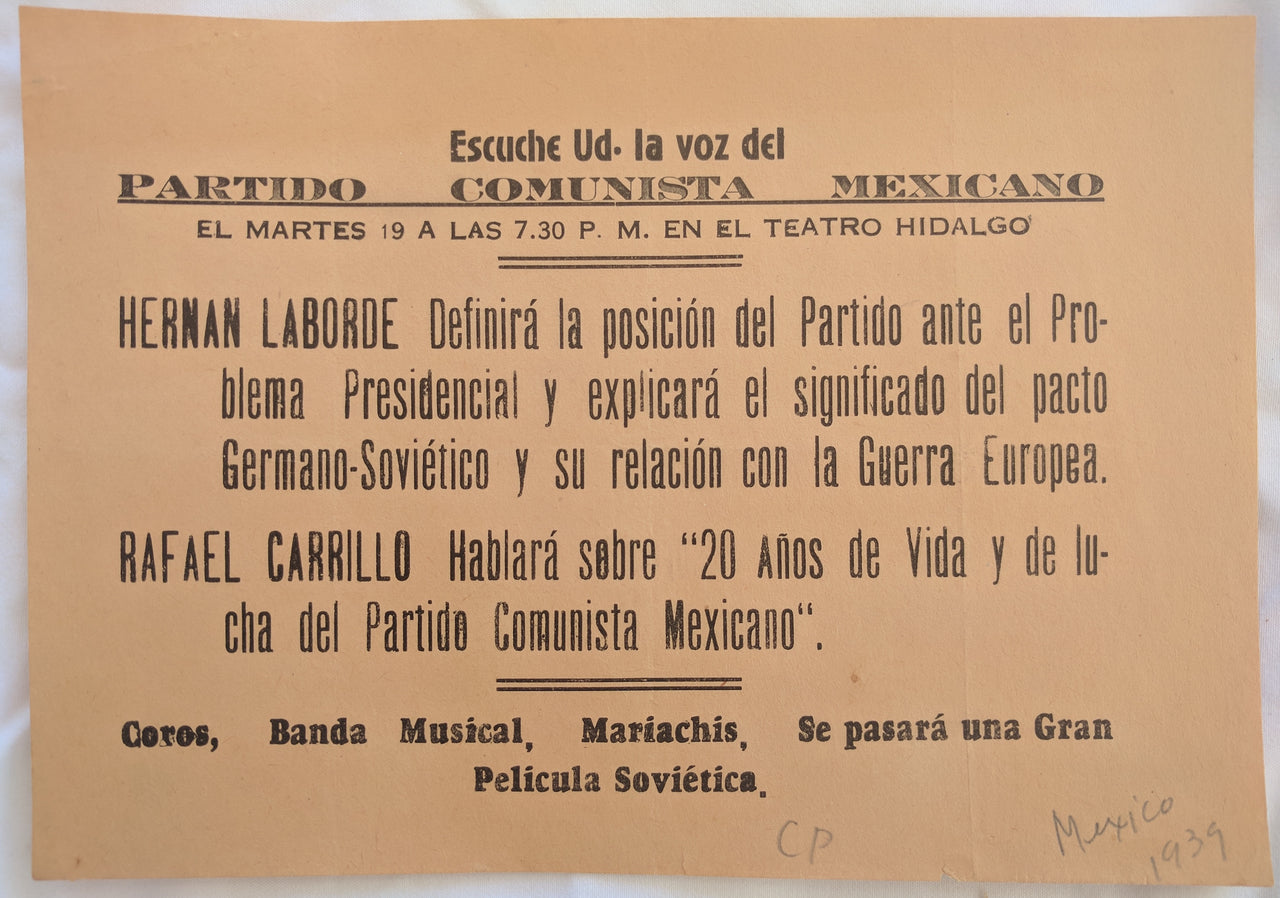 Escuche Ud. la voz del
PARTIDO COMUNISTA MEXICANO
EL MARTES 19 A LAS 7.30 P. M. EN EL TEATRO HIDALGO
HERNAN LABORDE Definirá la posición del Partido ante el Pro-
blema Presidencial y explicará el significado del pacto
Germano-Soviético y su relación con la Guerra Europea.
RAFAEL CARRILLO Hablará sobre “20 Años de Vida y de lu-
cha del Partido Comunista Mexicano“.
Coros, Banda Musical, Mariachis, Se pasará una Gran
Pelicula Soviética.
CP
Mexico
1939